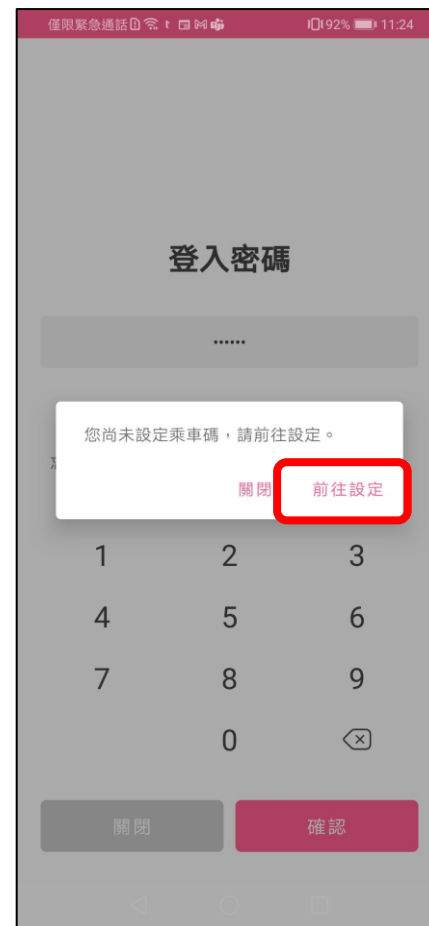 僅限緊急通話 92% 11:24
登入密碼
••••••
您尚未設定乘車碼，請前往設定。
關閉 前往設定
1 2 3
4 5 6
7 8 9
0
關閉 確認